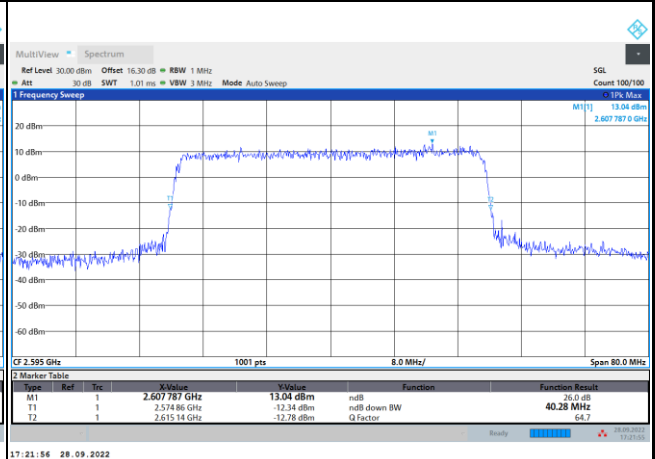 MultiView Spectrum
Ref Level 30.00 dBm Offset 16.30 dB RBW 1 MHz SGL
Att 30 dB SWT 1.01 ms VBW 3 MHz Mode Auto Sweep Count 100/100
1 Frequency Sweep 1Pk Max
M1[1] 13.04 dBm
2.607 787 0 GHz
20 dBm
M1
10 dBm
0 dBm
T1 T2
-10 dBm
-20 dBm
-30 dBm
-40 dBm
-50 dBm
-60 dBm
CF 2.595 GHz 1001 pts 8.0 MHz/ Span 80.0 MHz
2 Marker Table
Type Ref Trc X-Value Y-Value Function Function Result
M1 1 2.607 787 GHz 13.04 dBm ndB 26.0 dB
T1 1 2.574 86 GHz -12.34 dBm ndB down BW 40.28 MHz
T2 1 2.615 14 GHz -12.78 dBm Q Factor 64.7
Ready 28.09.2022
17:21:55
17:21:56 28.09.2022